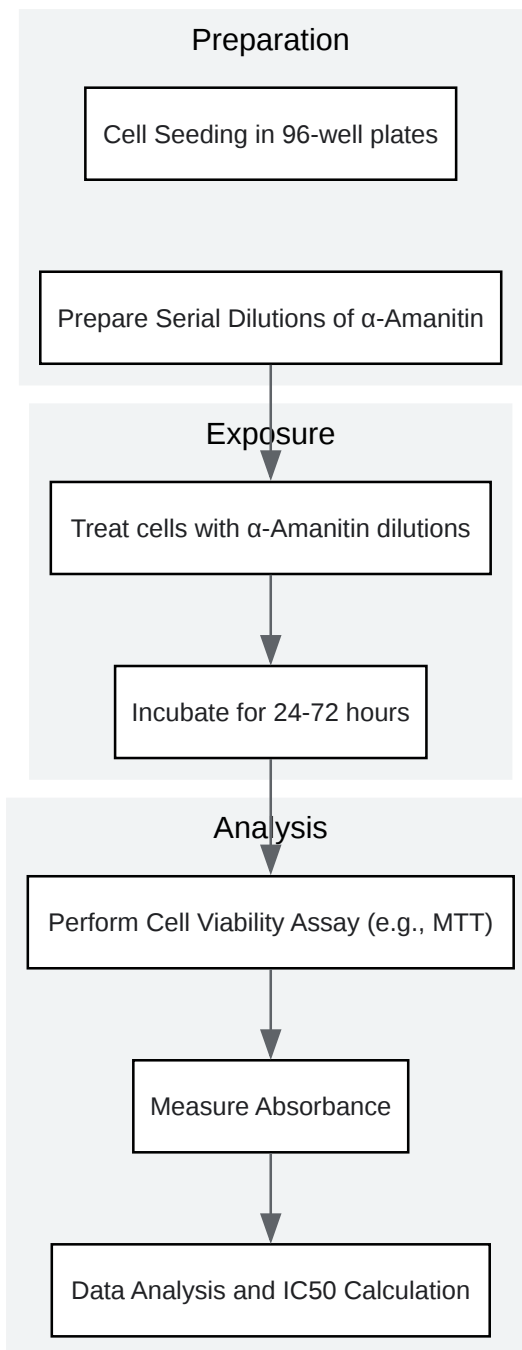 Preparation
Cell Seeding in 96-well plates
Prepare Serial Dilutions of α-Amanitin
Exposure
Treat cells with α-Amanitin dilutions
Incubate for 24-72 hours
Analysis
Perform Cell Viability Assay (e.g., MTT)
Measure Absorbance
Data Analysis and IC50 Calculation